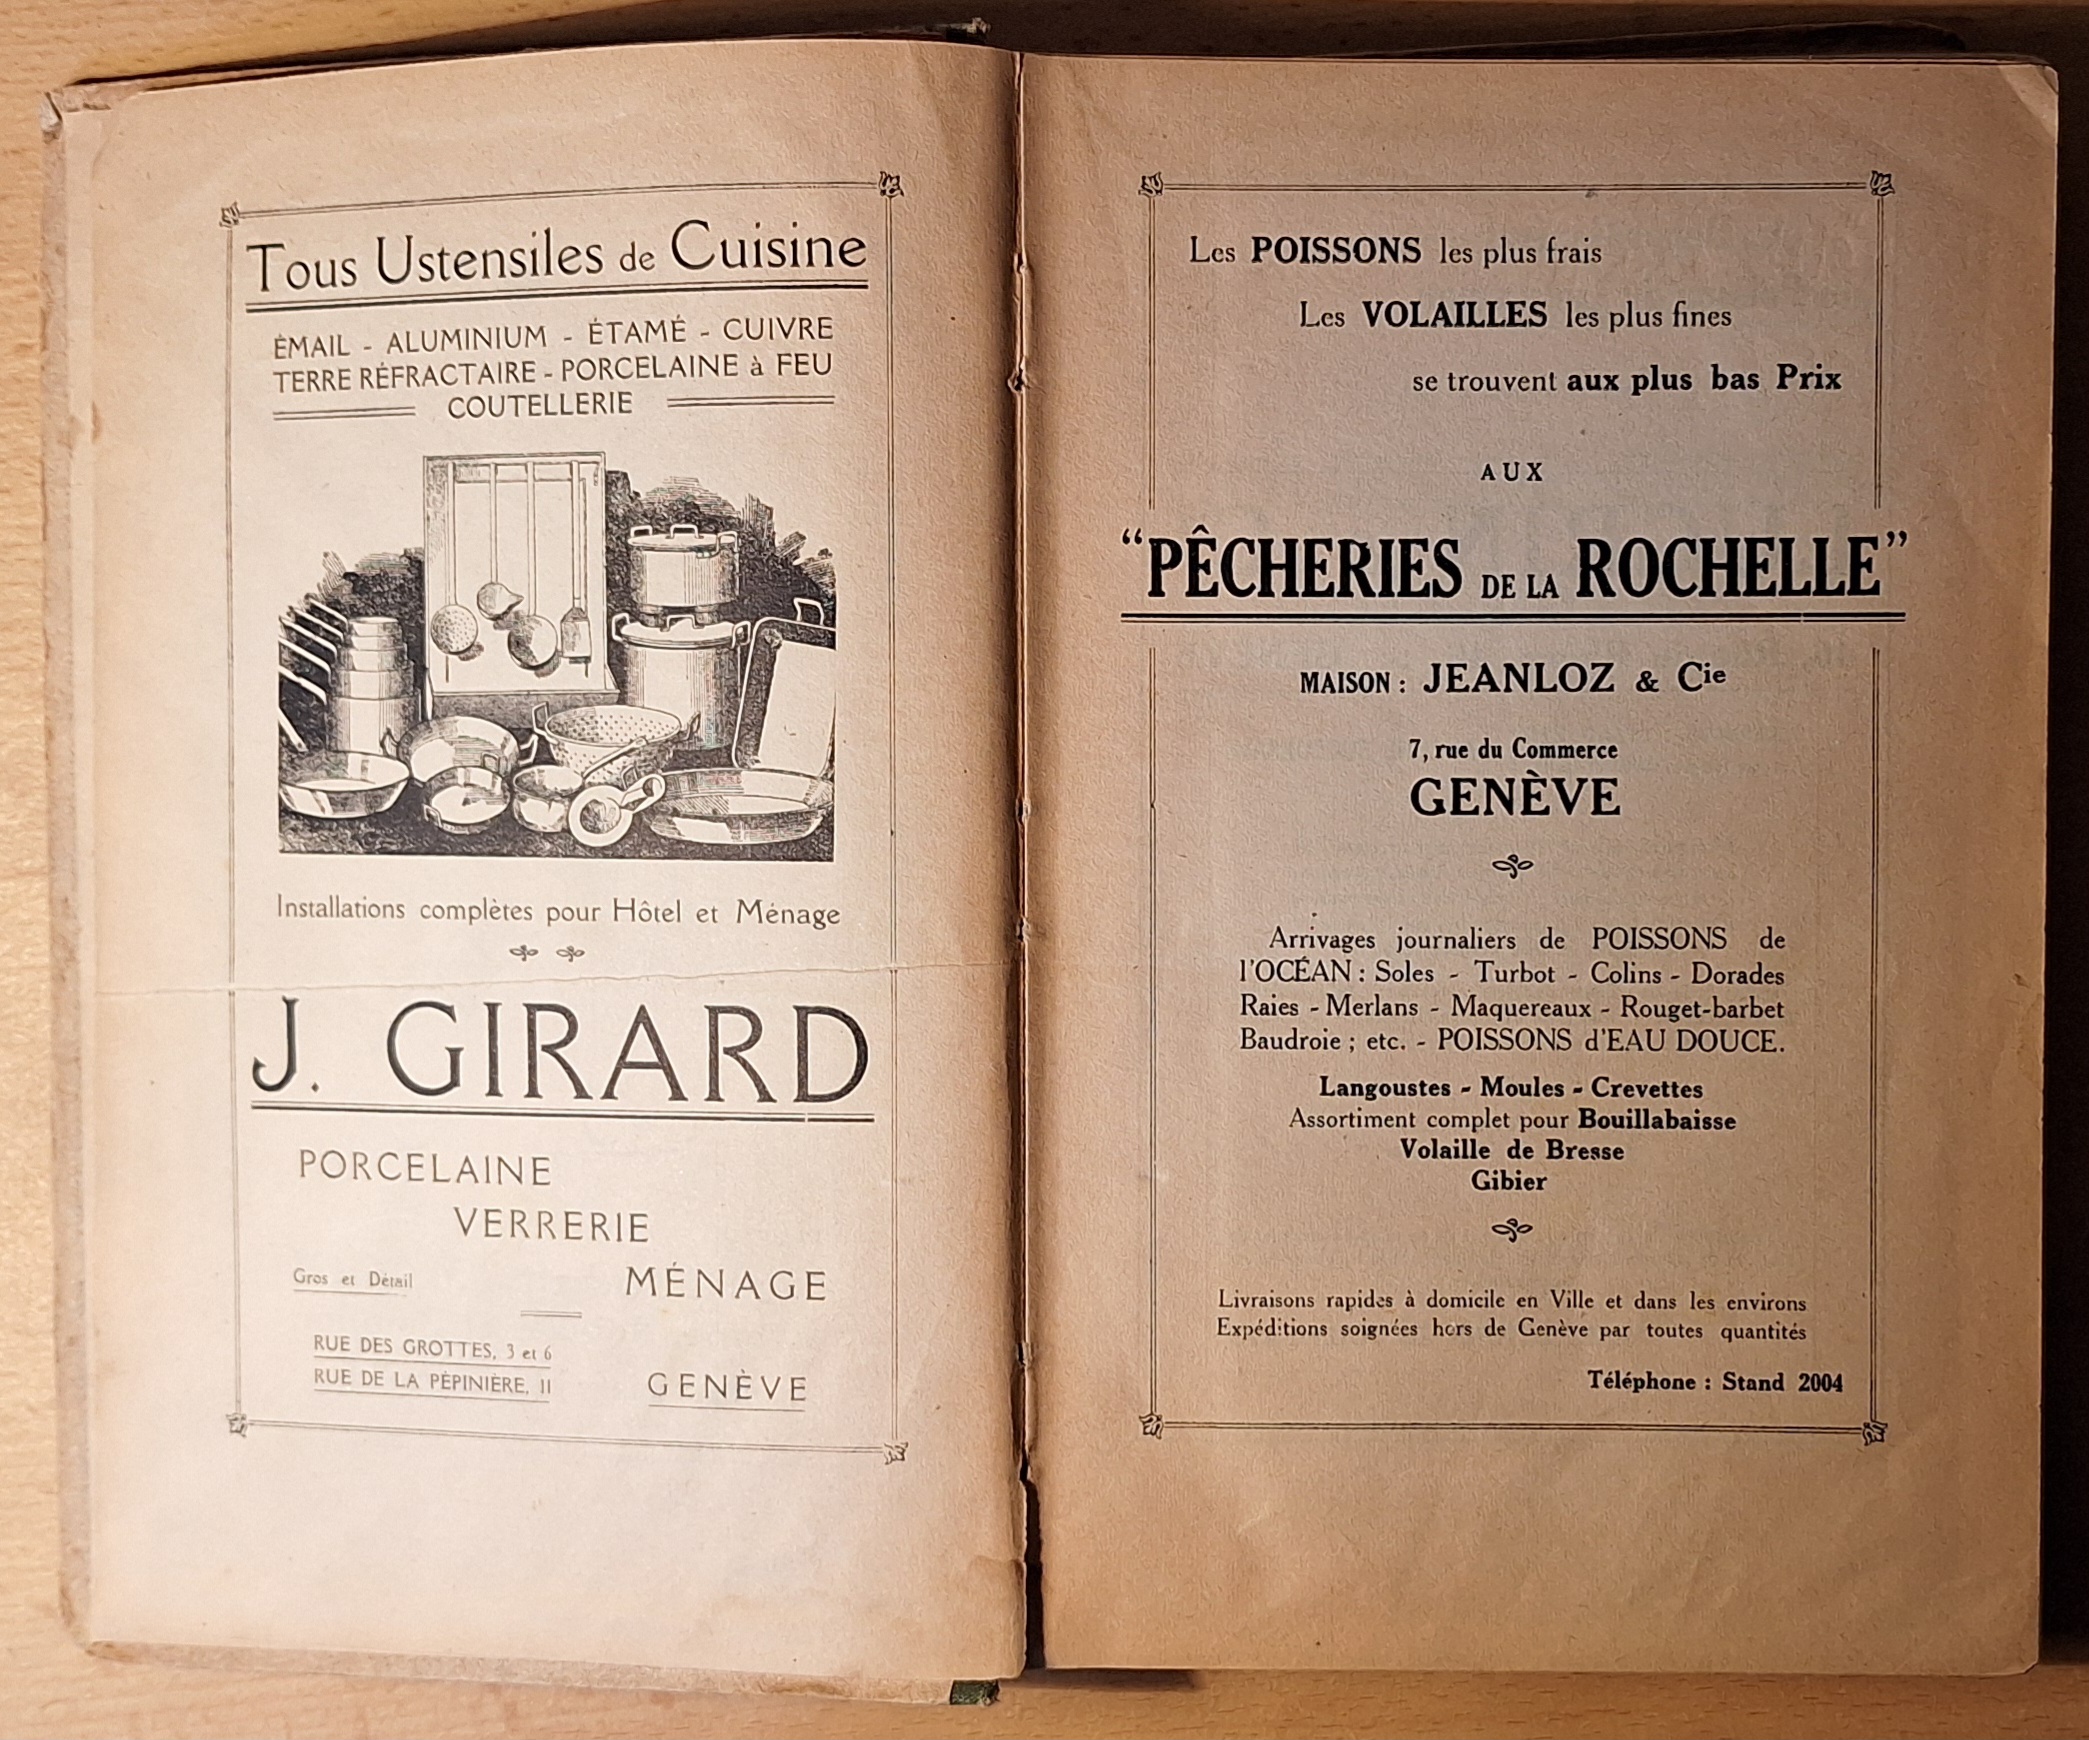 Tous Ustensiles de Cuisine
ÉMAIL - ALUMINIUM - ÉTAMÉ - CUIVRE
TERRE RÉFRACTAIRE - PORCELAINE à FEU
COUTELLERIE
Installations complètes pour Hôtel et Ménage
J. GIRARD
PORCELAINE
VERRERIE
Gros et Détail
MÉNAGE
RUE DES GROTTES, 3 et 6
RUE DE LA PÉPINIÈRE, 11
GENÈVE
Les POISSONS les plus frais
Les VOLAILLES les plus fines
se trouvent aux plus bas Prix
AUX
“PÊCHERIES DE LA ROCHELLE”
MAISON : JEANLOZ & Cie
7, rue du Commerce
GENÈVE
Arrivages journaliers de POISSONS de
l'OCÉAN : Soles - Turbot - Colins - Dorades
Raies - Merlans - Maquereaux - Rouget-barbet
Baudroie ; etc. - POISSONS d'EAU DOUCE.
Langoustes - Moules - Crevettes
Assortiment complet pour Bouillabaisse
Volaille de Bresse
Gibier
Livraisons rapides à domicile en Ville et dans les environs
Expéditions soignées hors de Genève par toutes quantités
Téléphone : Stand 2004